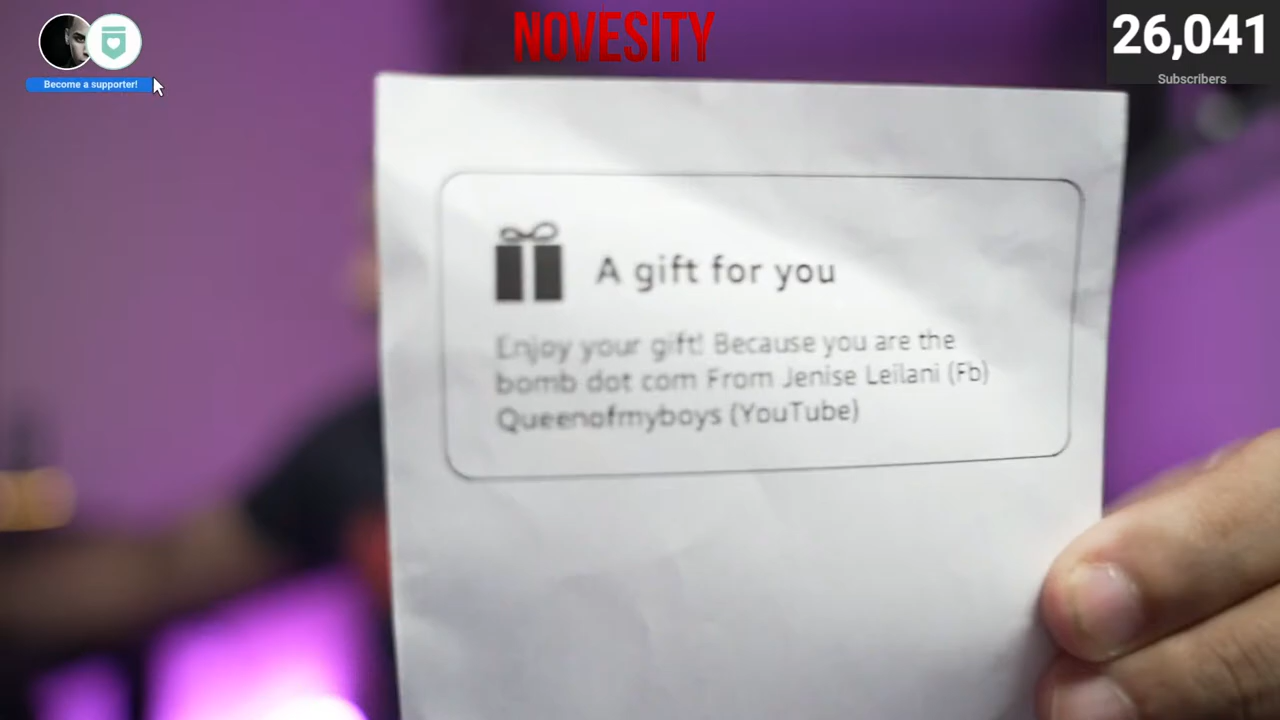 NOVESITY
26,041
Subscribers
Become a supporter!
A gift for you
Enjoy your gift! Because you are the
bomb dot com From Jenise Leilani (Fb)
Queenofmyboys (YouTube)